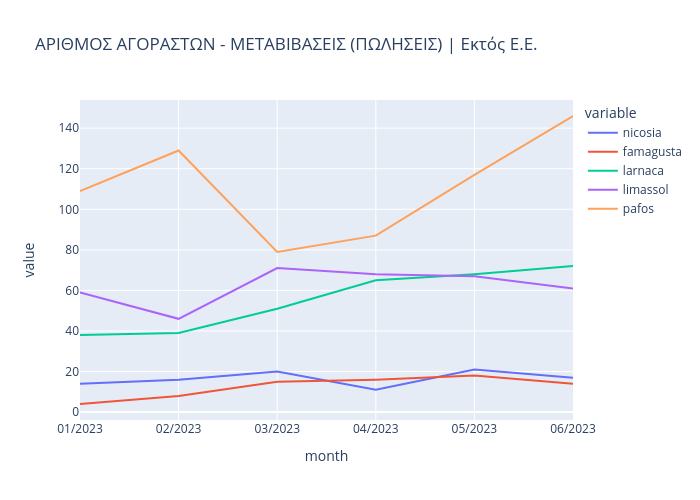 ΑΡΙΘΜΟΣ ΑΓΟΡΑΣΤΩΝ - ΜΕΤΑΒΙΒΑΣΕΙΣ (ΠΩΛΗΣΕΙΣ) | Εκτός Ε.Ε.
variable
nicosia
famagusta
larnaca
limassol
pafos
value
140
120
100
80
60
40
20
0
01/2023 02/2023 03/2023 04/2023 05/2023 06/2023
month